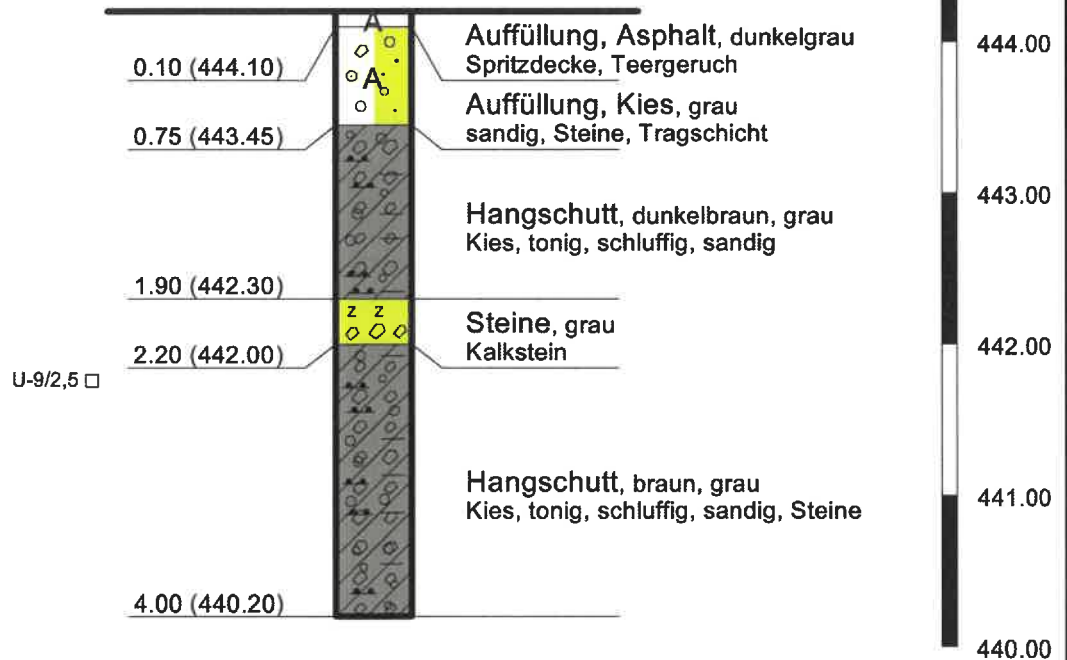 A
Auffüllung, Asphalt, dunkelgrau
Spritzdecke, Teergeruch
0.10 (444.10)
A
Auffüllung, Kies, grau
sandig, Steine, Tragschicht
0.75 (443.45)
Hangschutt, dunkelbraun, grau
Kies, tonig, schluffig, sandig
1.90 (442.30)
z z
Steine, grau
Kalkstein
2.20 (442.00)
U-9/2,5
Hangschutt, braun, grau
Kies, tonig, schluffig, sandig, Steine
4.00 (440.20)
444.00
443.00
442.00
441.00
440.00